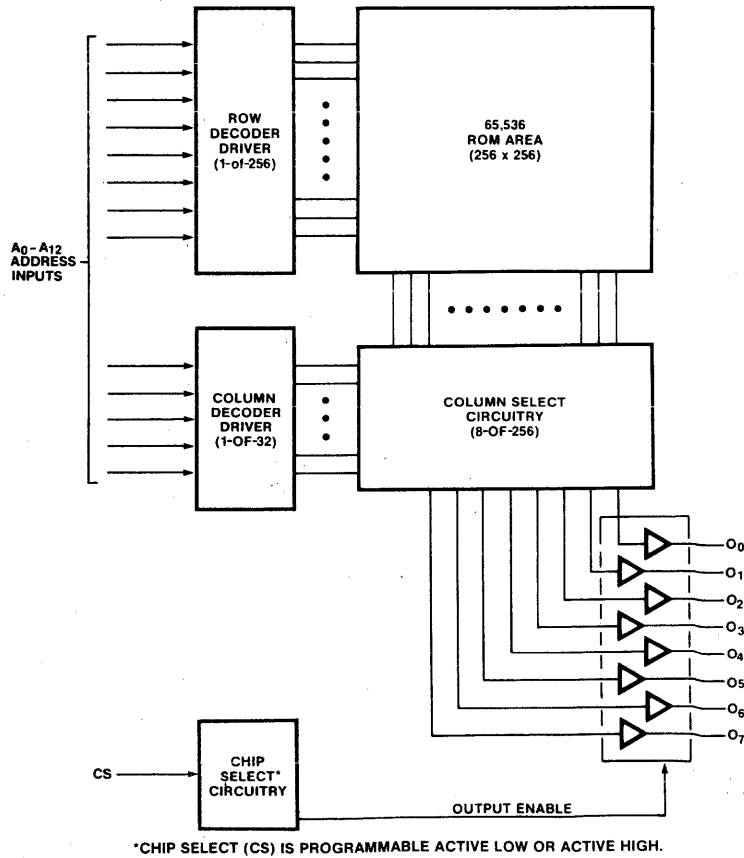 ROW
DECODER
DRIVER
(1-of-256)
65,536
ROM AREA
(256 x 256)
A0–A12
ADDRESS
INPUTS
COLUMN
DECODER
DRIVER
(1-OF-32)
COLUMN SELECT
CIRCUITRY
(8-OF-256)
O0
O1
O2
O3
O4
O5
O6
O7
CS
CHIP
SELECT*
CIRCUITRY
OUTPUT ENABLE
*CHIP SELECT (CS) IS PROGRAMMABLE ACTIVE LOW OR ACTIVE HIGH.